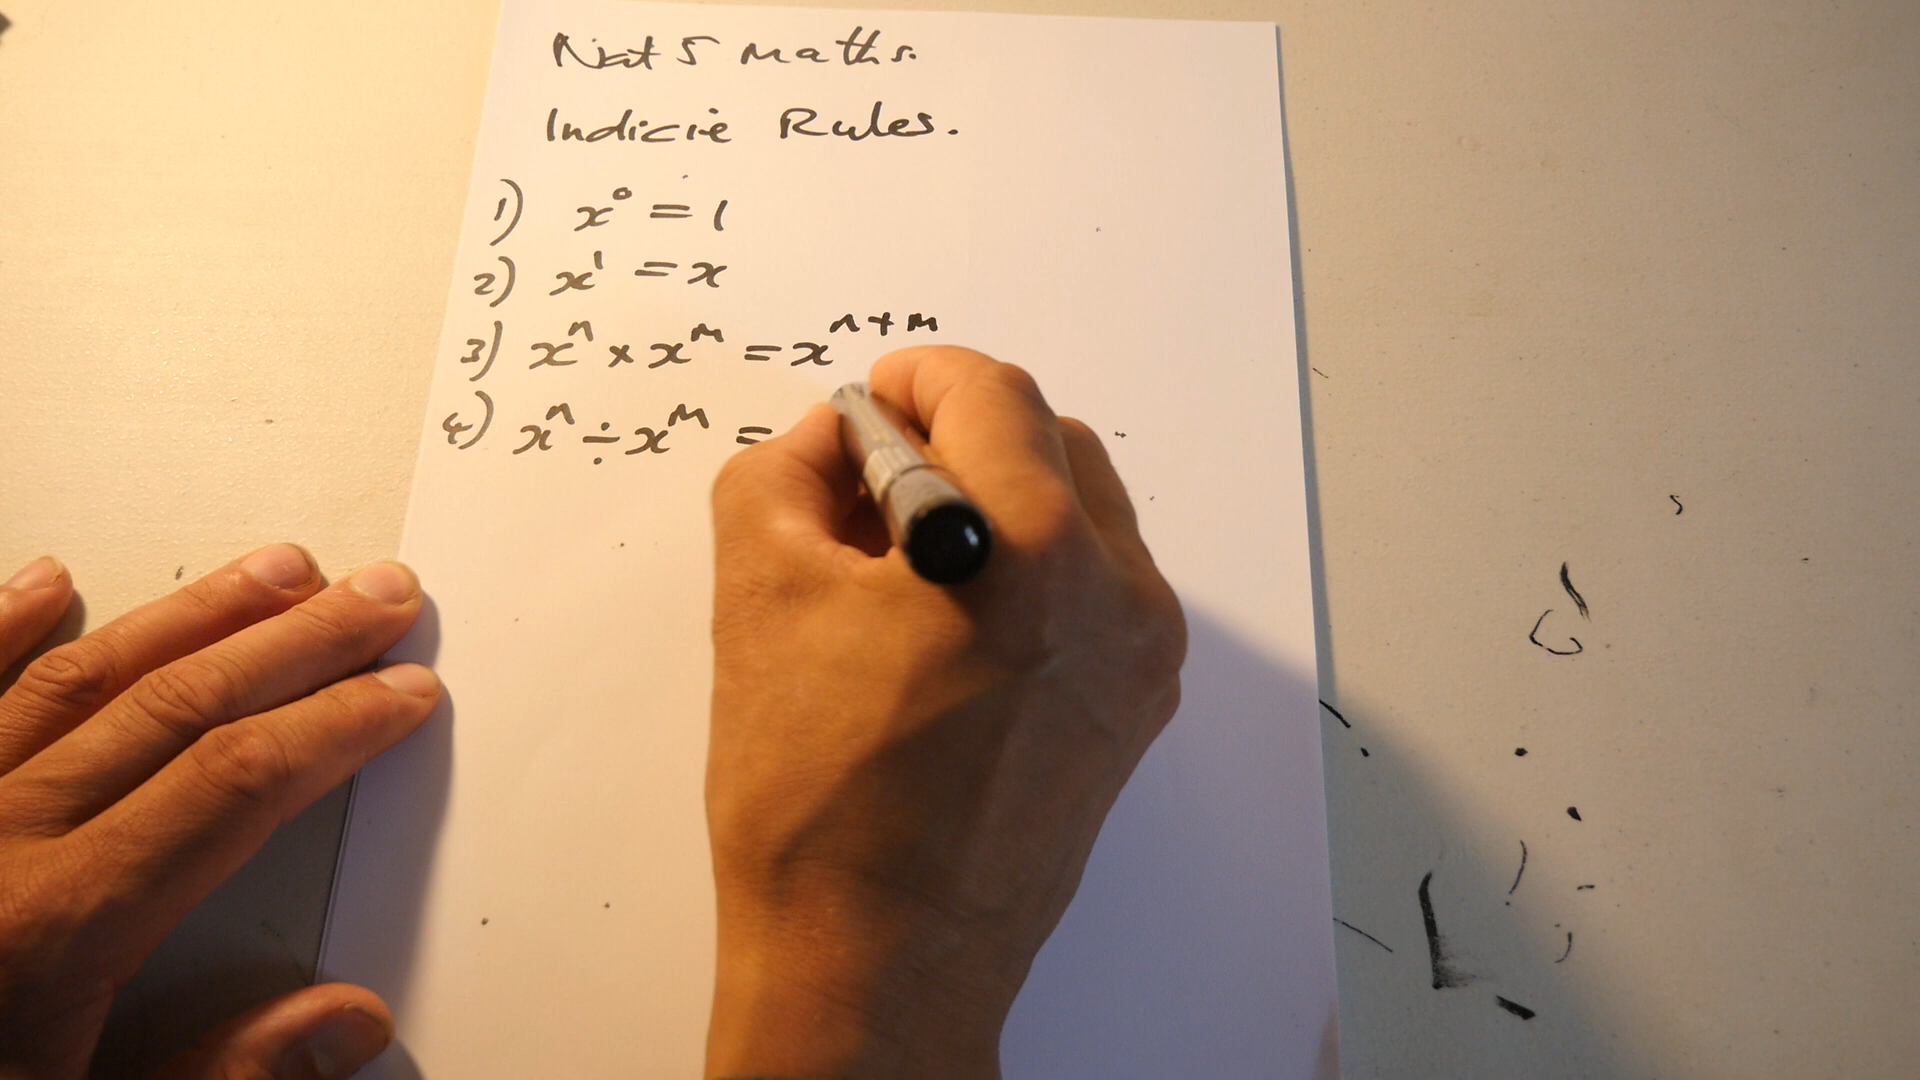 Nat 5 maths.
Indicie Rules.
1) x⁰ = 1
2) x¹ = x
3) xⁿ × xᵐ = xⁿ⁺ᵐ
4) xⁿ ÷ xᵐ =